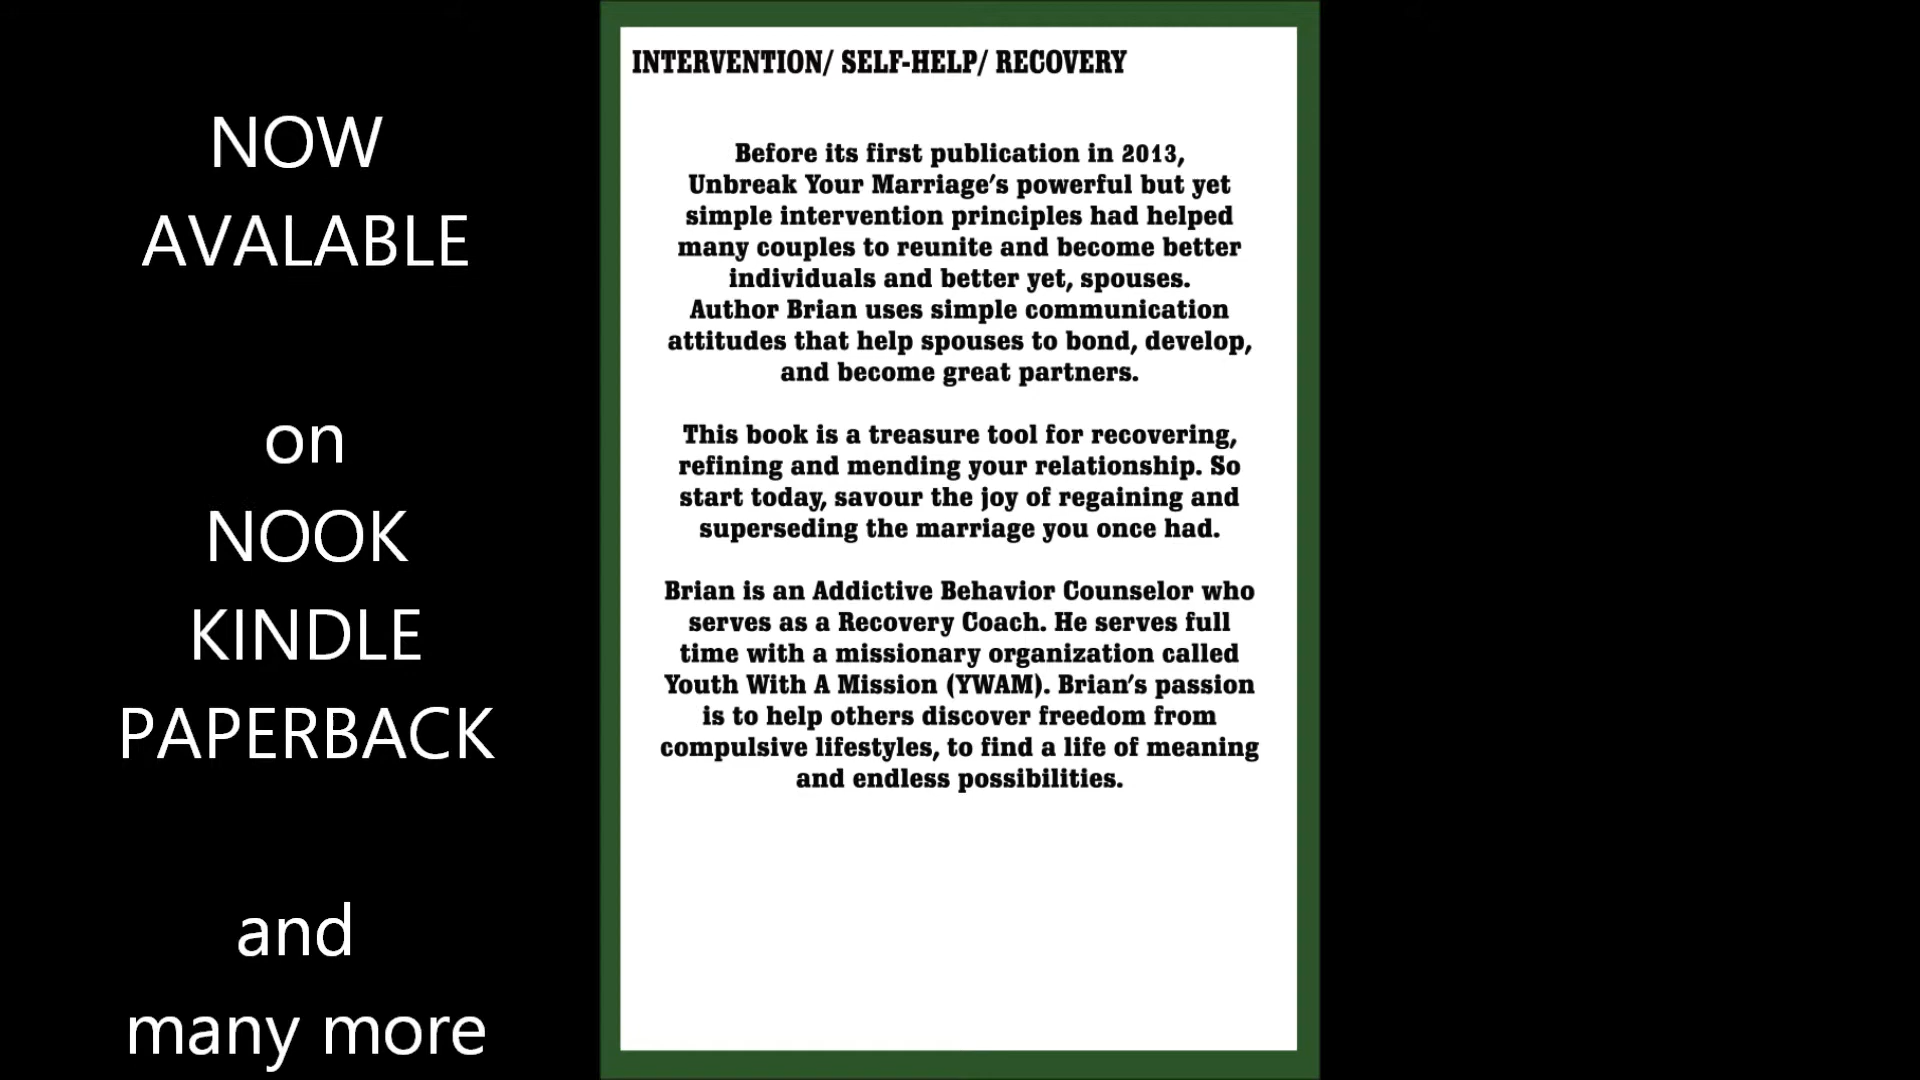 NOW
AVALABLE
on
NOOK
KINDLE
PAPERBACK
and
many more
INTERVENTION/ SELF-HELP/ RECOVERY
Before its first publication in 2013,
Unbreak Your Marriage's powerful but yet
simple intervention principles had helped
many couples to reunite and become better
individuals and better yet, spouses.
Author Brian uses simple communication
attitudes that help spouses to bond, develop,
and become great partners.
This book is a treasure tool for recovering,
refining and mending your relationship. So
start today, savour the joy of regaining and
superseding the marriage you once had.
Brian is an Addictive Behavior Counselor who
serves as a Recovery Coach. He serves full
time with a missionary organization called
Youth With A Mission (YWAM). Brian's passion
is to help others discover freedom from
compulsive lifestyles, to find a life of meaning
and endless possibilities.